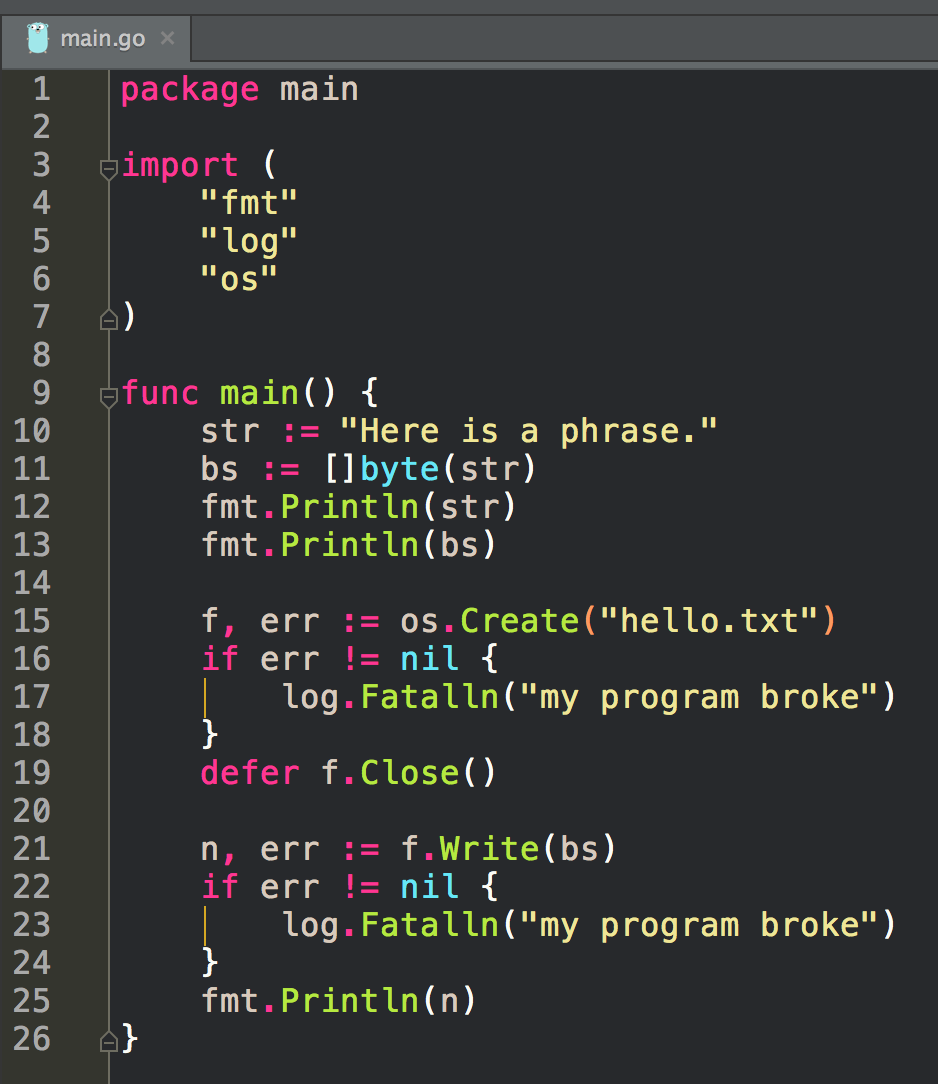 main.go ×
1 package main
2
3 import (
4     "fmt"
5     "log"
6     "os"
7 )
8
9 func main() {
10     str := "Here is a phrase."
11     bs := []byte(str)
12     fmt.Println(str)
13     fmt.Println(bs)
14
15     f, err := os.Create("hello.txt")
16     if err != nil {
17         log.Fatalln("my program broke")
18     }
19     defer f.Close()
20
21     n, err := f.Write(bs)
22     if err != nil {
23         log.Fatalln("my program broke")
24     }
25     fmt.Println(n)
26 }